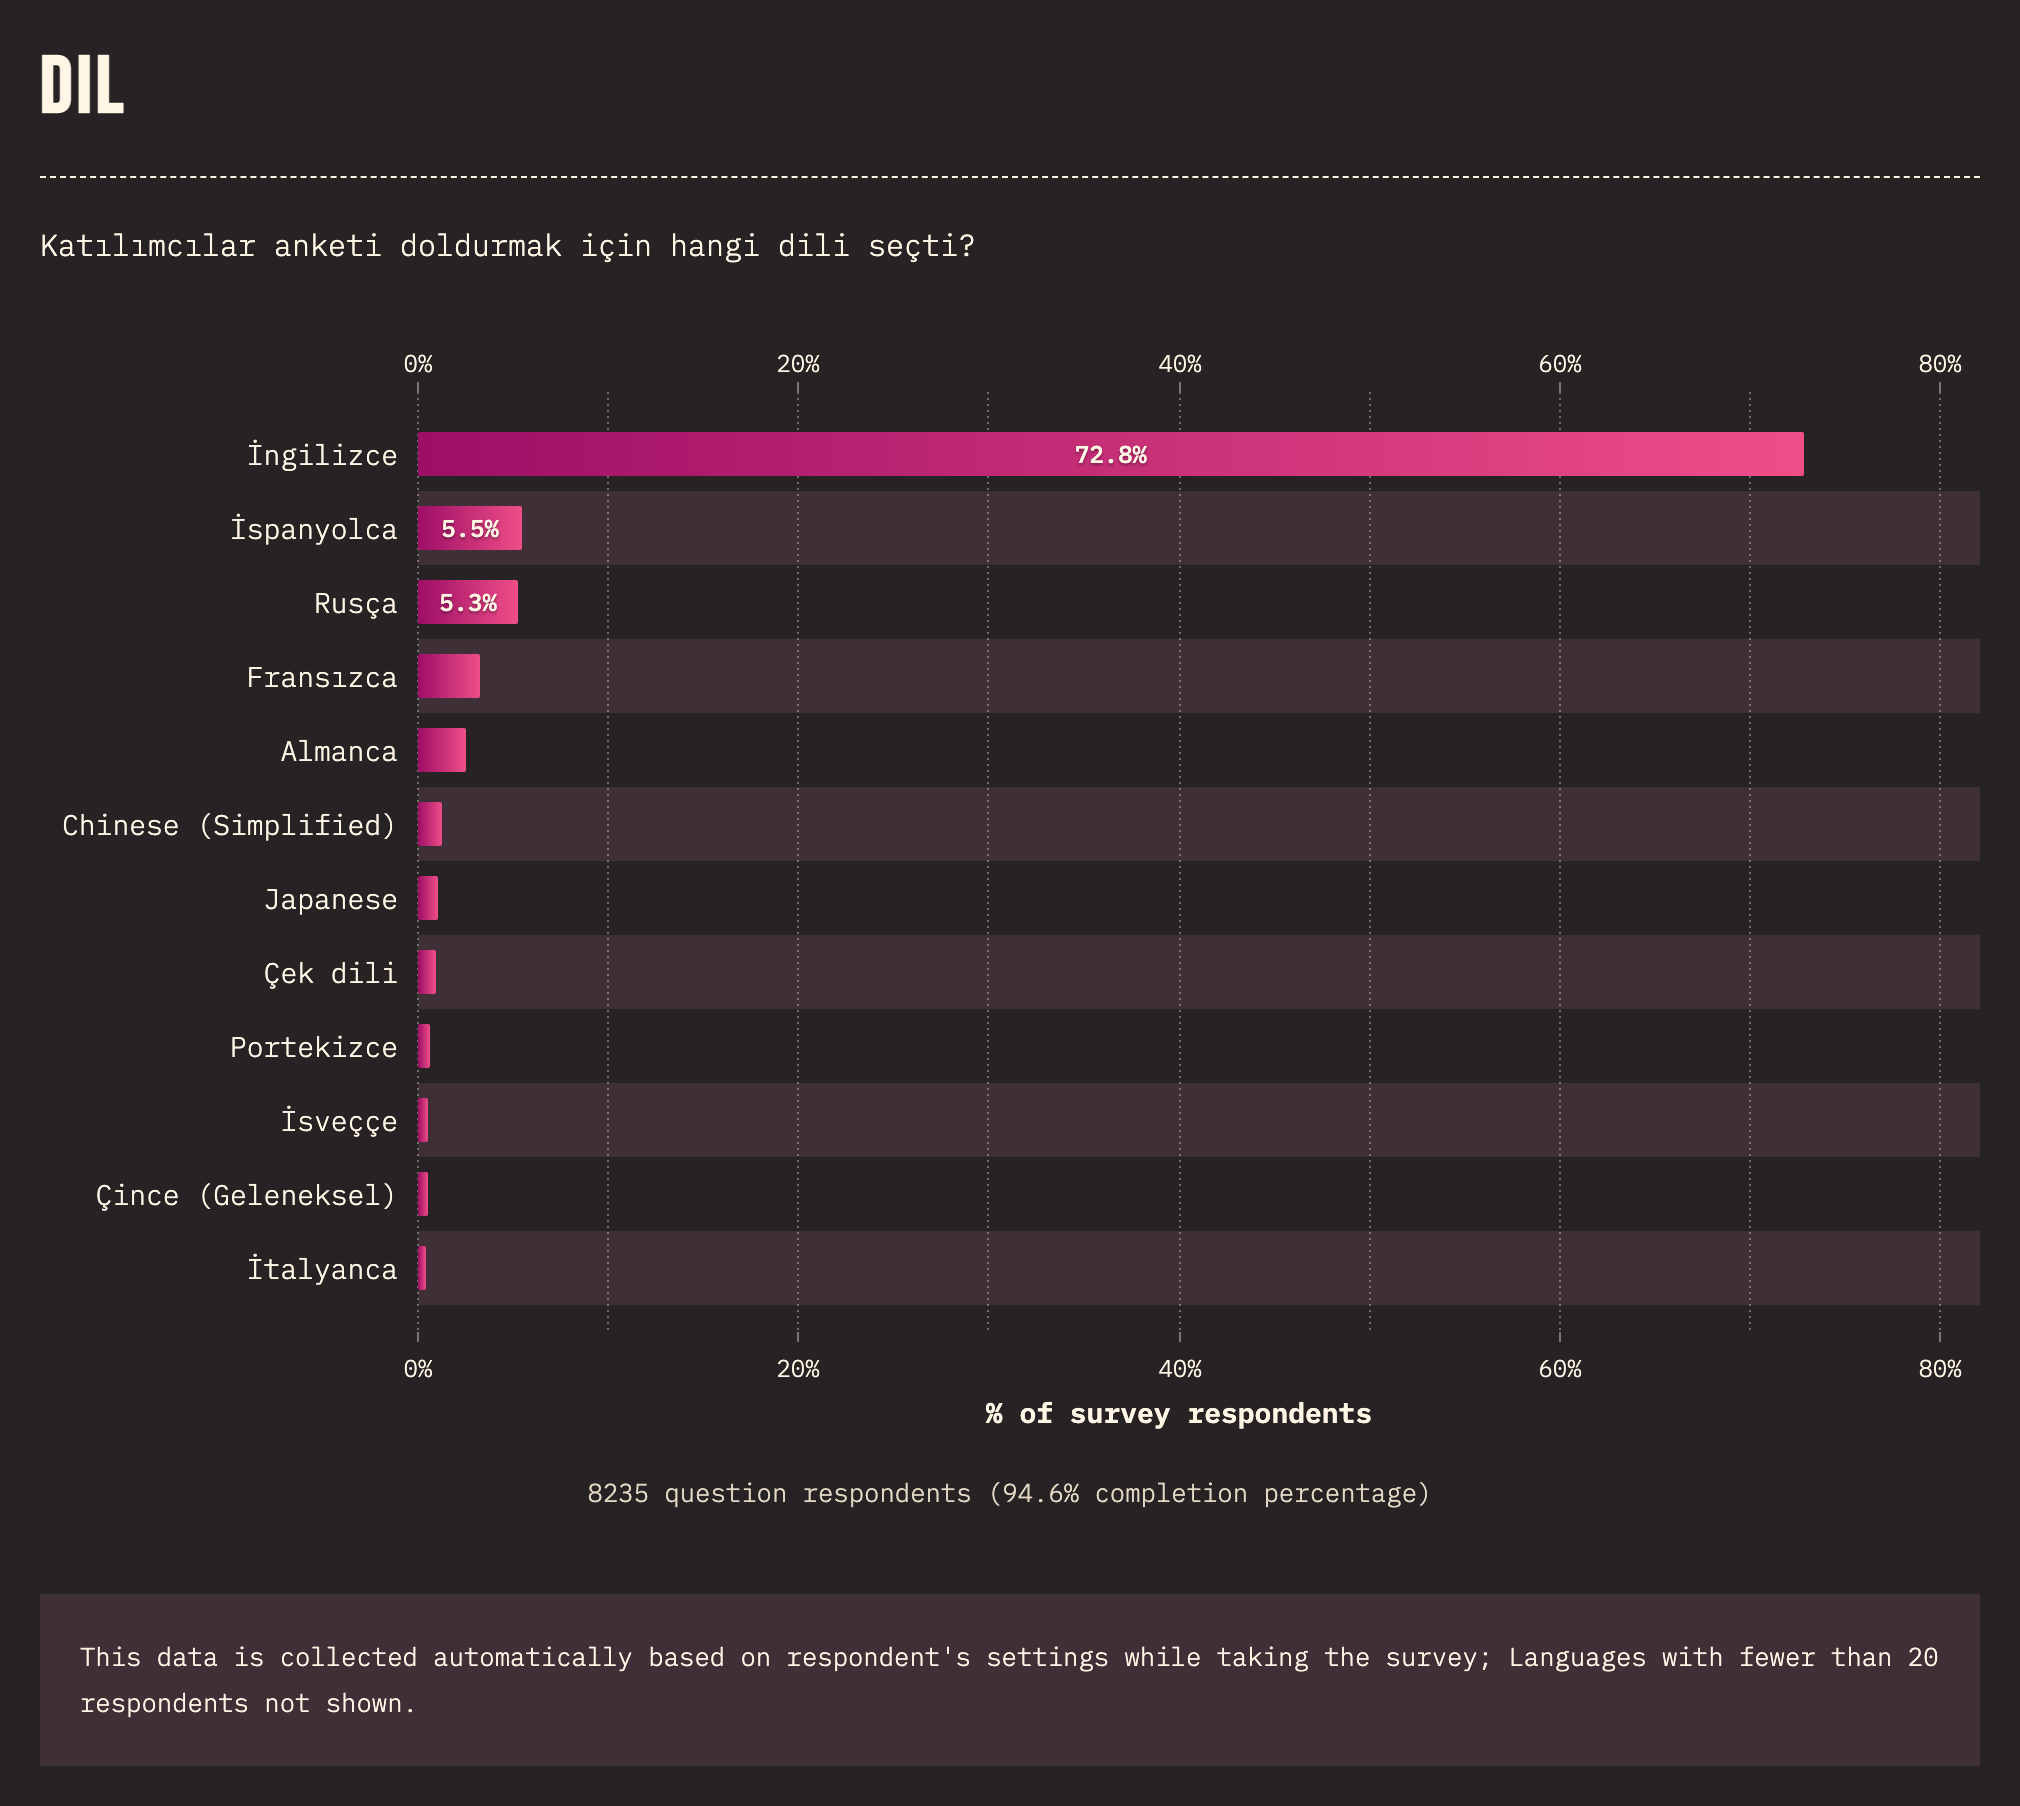 DIL
Katılımcılar anketi doldurmak için hangi dili seçti?
0% 20% 40% 60% 80%
İngilizce 72.8%
İspanyolca 5.5%
Rusça 5.3%
Fransızca
Almanca
Chinese (Simplified)
Japanese
Çek dili
Portekizce
İsveççe
Çince (Geleneksel)
İtalyanca
0% 20% 40% 60% 80%
% of survey respondents
8235 question respondents (94.6% completion percentage)
This data is collected automatically based on respondent's settings while taking the survey; Languages with fewer than 20
respondents not shown.